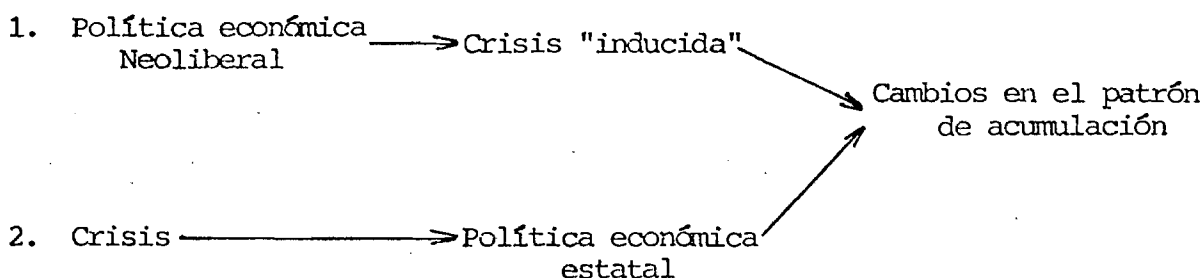 1. Política económica
Neoliberal
Crisis "inducida"
Cambios en el patrón
de acumulación
2. Crisis
Política económica
estatal